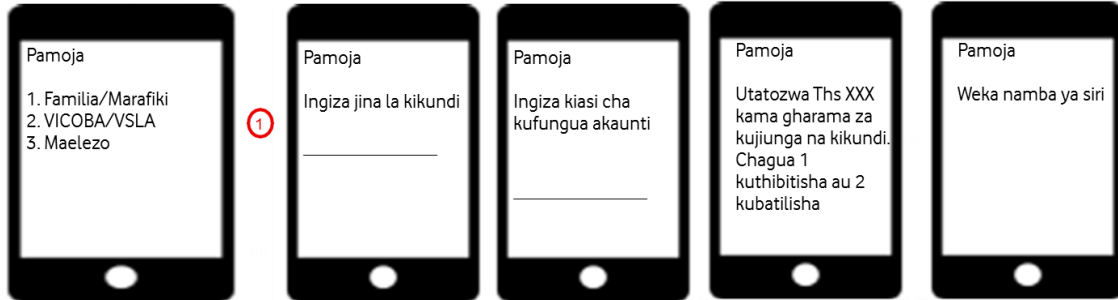 Pamoja
1. Familia/Marafiki
2. VICOBA/VSLA
3. Maelezo
1
Pamoja
Ingiza jina la kikundi
Pamoja
Ingiza kiasi cha
kufungua akaunti
Pamoja
Utatozwa Ths XXX
kama gharama za
kujiunga na kikundi.
Chagua 1
kuthibitisha au 2
kubatilisha
Pamoja
Weka namba ya siri